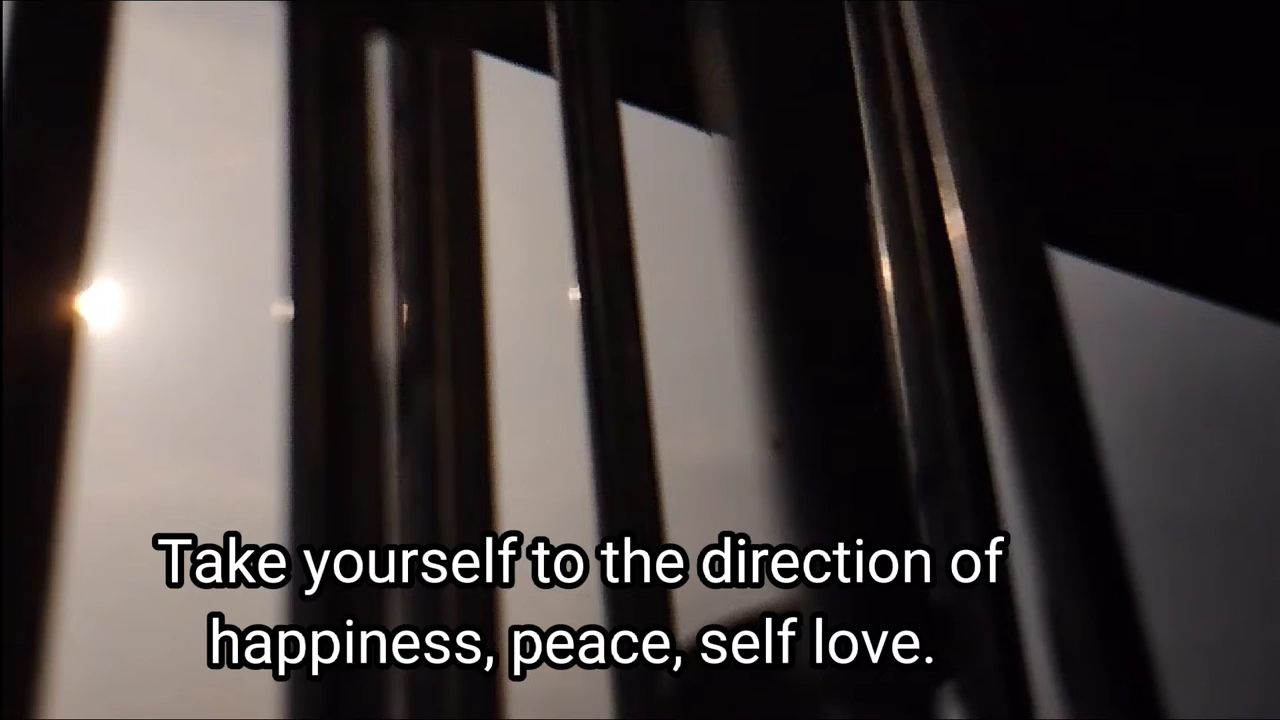 Take yourself to the direction of
happiness, peace, self love.